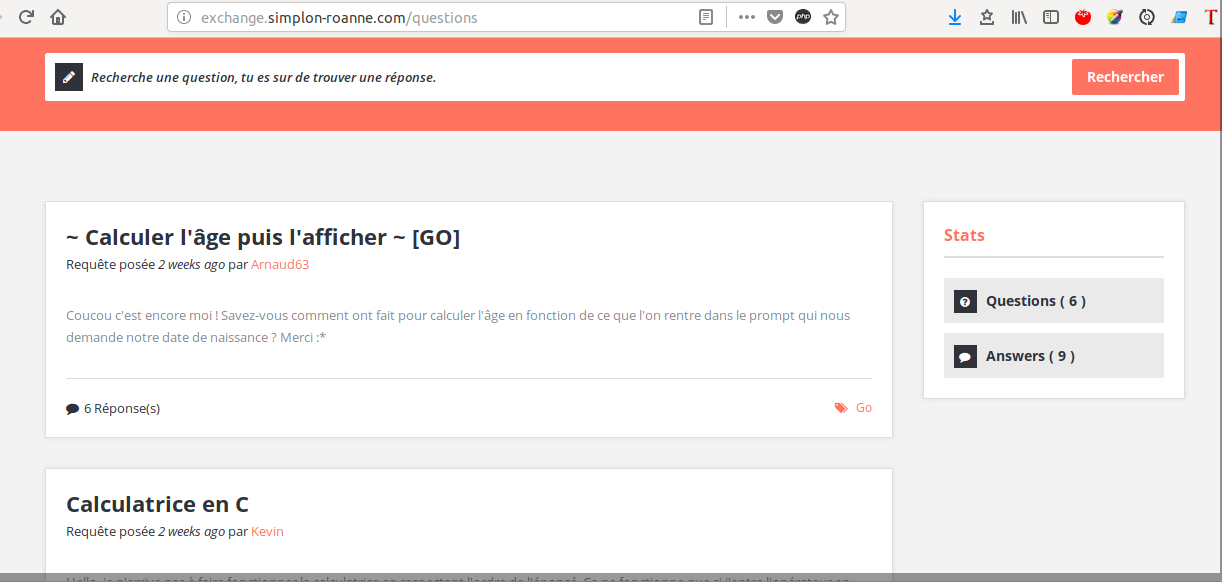 exchange.simplon-roanne.com/questions
php
T
Recherche une question, tu es sur de trouver une réponse.
Rechercher
~ Calculer l'âge puis l'afficher ~ [GO]
Requête posée 2 weeks ago par Arnaud63
Coucou c'est encore moi ! Savez-vous comment ont fait pour calculer l'âge en fonction de ce que l'on rentre dans le prompt qui nous
demande notre date de naissance ? Merci :*
6 Réponse(s)
Go
Stats
Questions ( 6 )
Answers ( 9 )
Calculatrice en C
Requête posée 2 weeks ago par Kevin